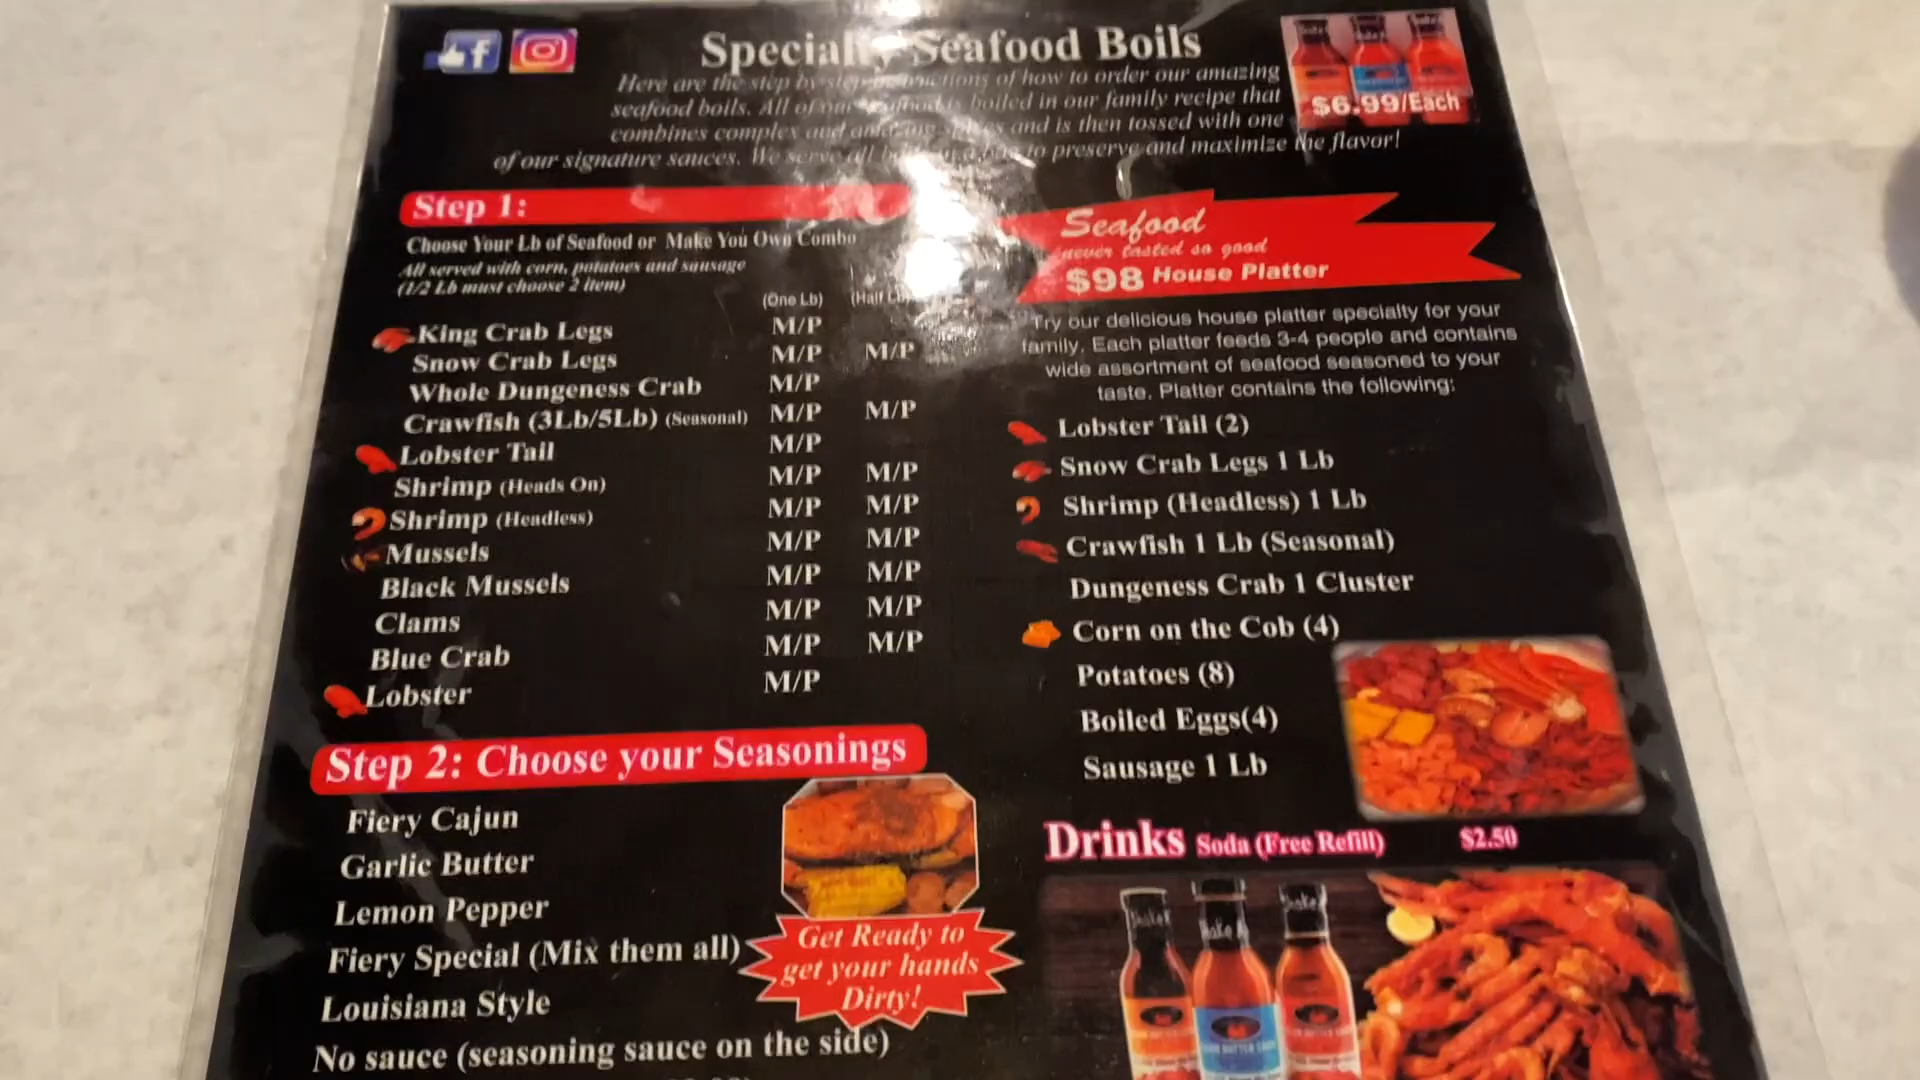 Specialty Seafood Boils
Here are the step by step instructions of how to order our amazing
seafood boils. All of our seafood is boiled in our family recipe that
combines complex and amazing and is then tossed with one
of our signature sauces. We serve all to preserve and maximize the flavor!
$6.99/Each
Step 1:
Choose Your Lb of Seafood or Make You Own Combo
All served with corn, potatoes and sausage
(1/2 Lb must choose 2 item)
(One Lb) (Half Lb)
King Crab Legs M/P
Snow Crab Legs M/P M/P
Whole Dungeness Crab M/P
Crawfish (3Lb/5Lb) (Seasonal) M/P M/P
Lobster Tail M/P
Shrimp (Heads On) M/P M/P
Shrimp (Headless) M/P M/P
Mussels M/P M/P
Black Mussels M/P M/P
Clams M/P M/P
Blue Crab M/P M/P
Lobster M/P
Step 2: Choose your Seasonings
Fiery Cajun
Garlic Butter
Lemon Pepper
Fiery Special (Mix them all)
Louisiana Style
No sauce (seasoning sauce on the side)
Get Ready to
get your hands
Dirty!
Seafood
never tasted so good
$98 House Platter
Try our delicious house platter specialty for your
family. Each platter feeds 3-4 people and contains
wide assortment of seafood seasoned to your
taste. Platter contains the following:
Lobster Tail (2)
Snow Crab Legs 1 Lb
Shrimp (Headless) 1 Lb
Crawfish 1 Lb (Seasonal)
Dungeness Crab 1 Cluster
Corn on the Cob (4)
Potatoes (8)
Boiled Eggs(4)
Sausage 1 Lb
Drinks Soda (Free Refill) $2.50